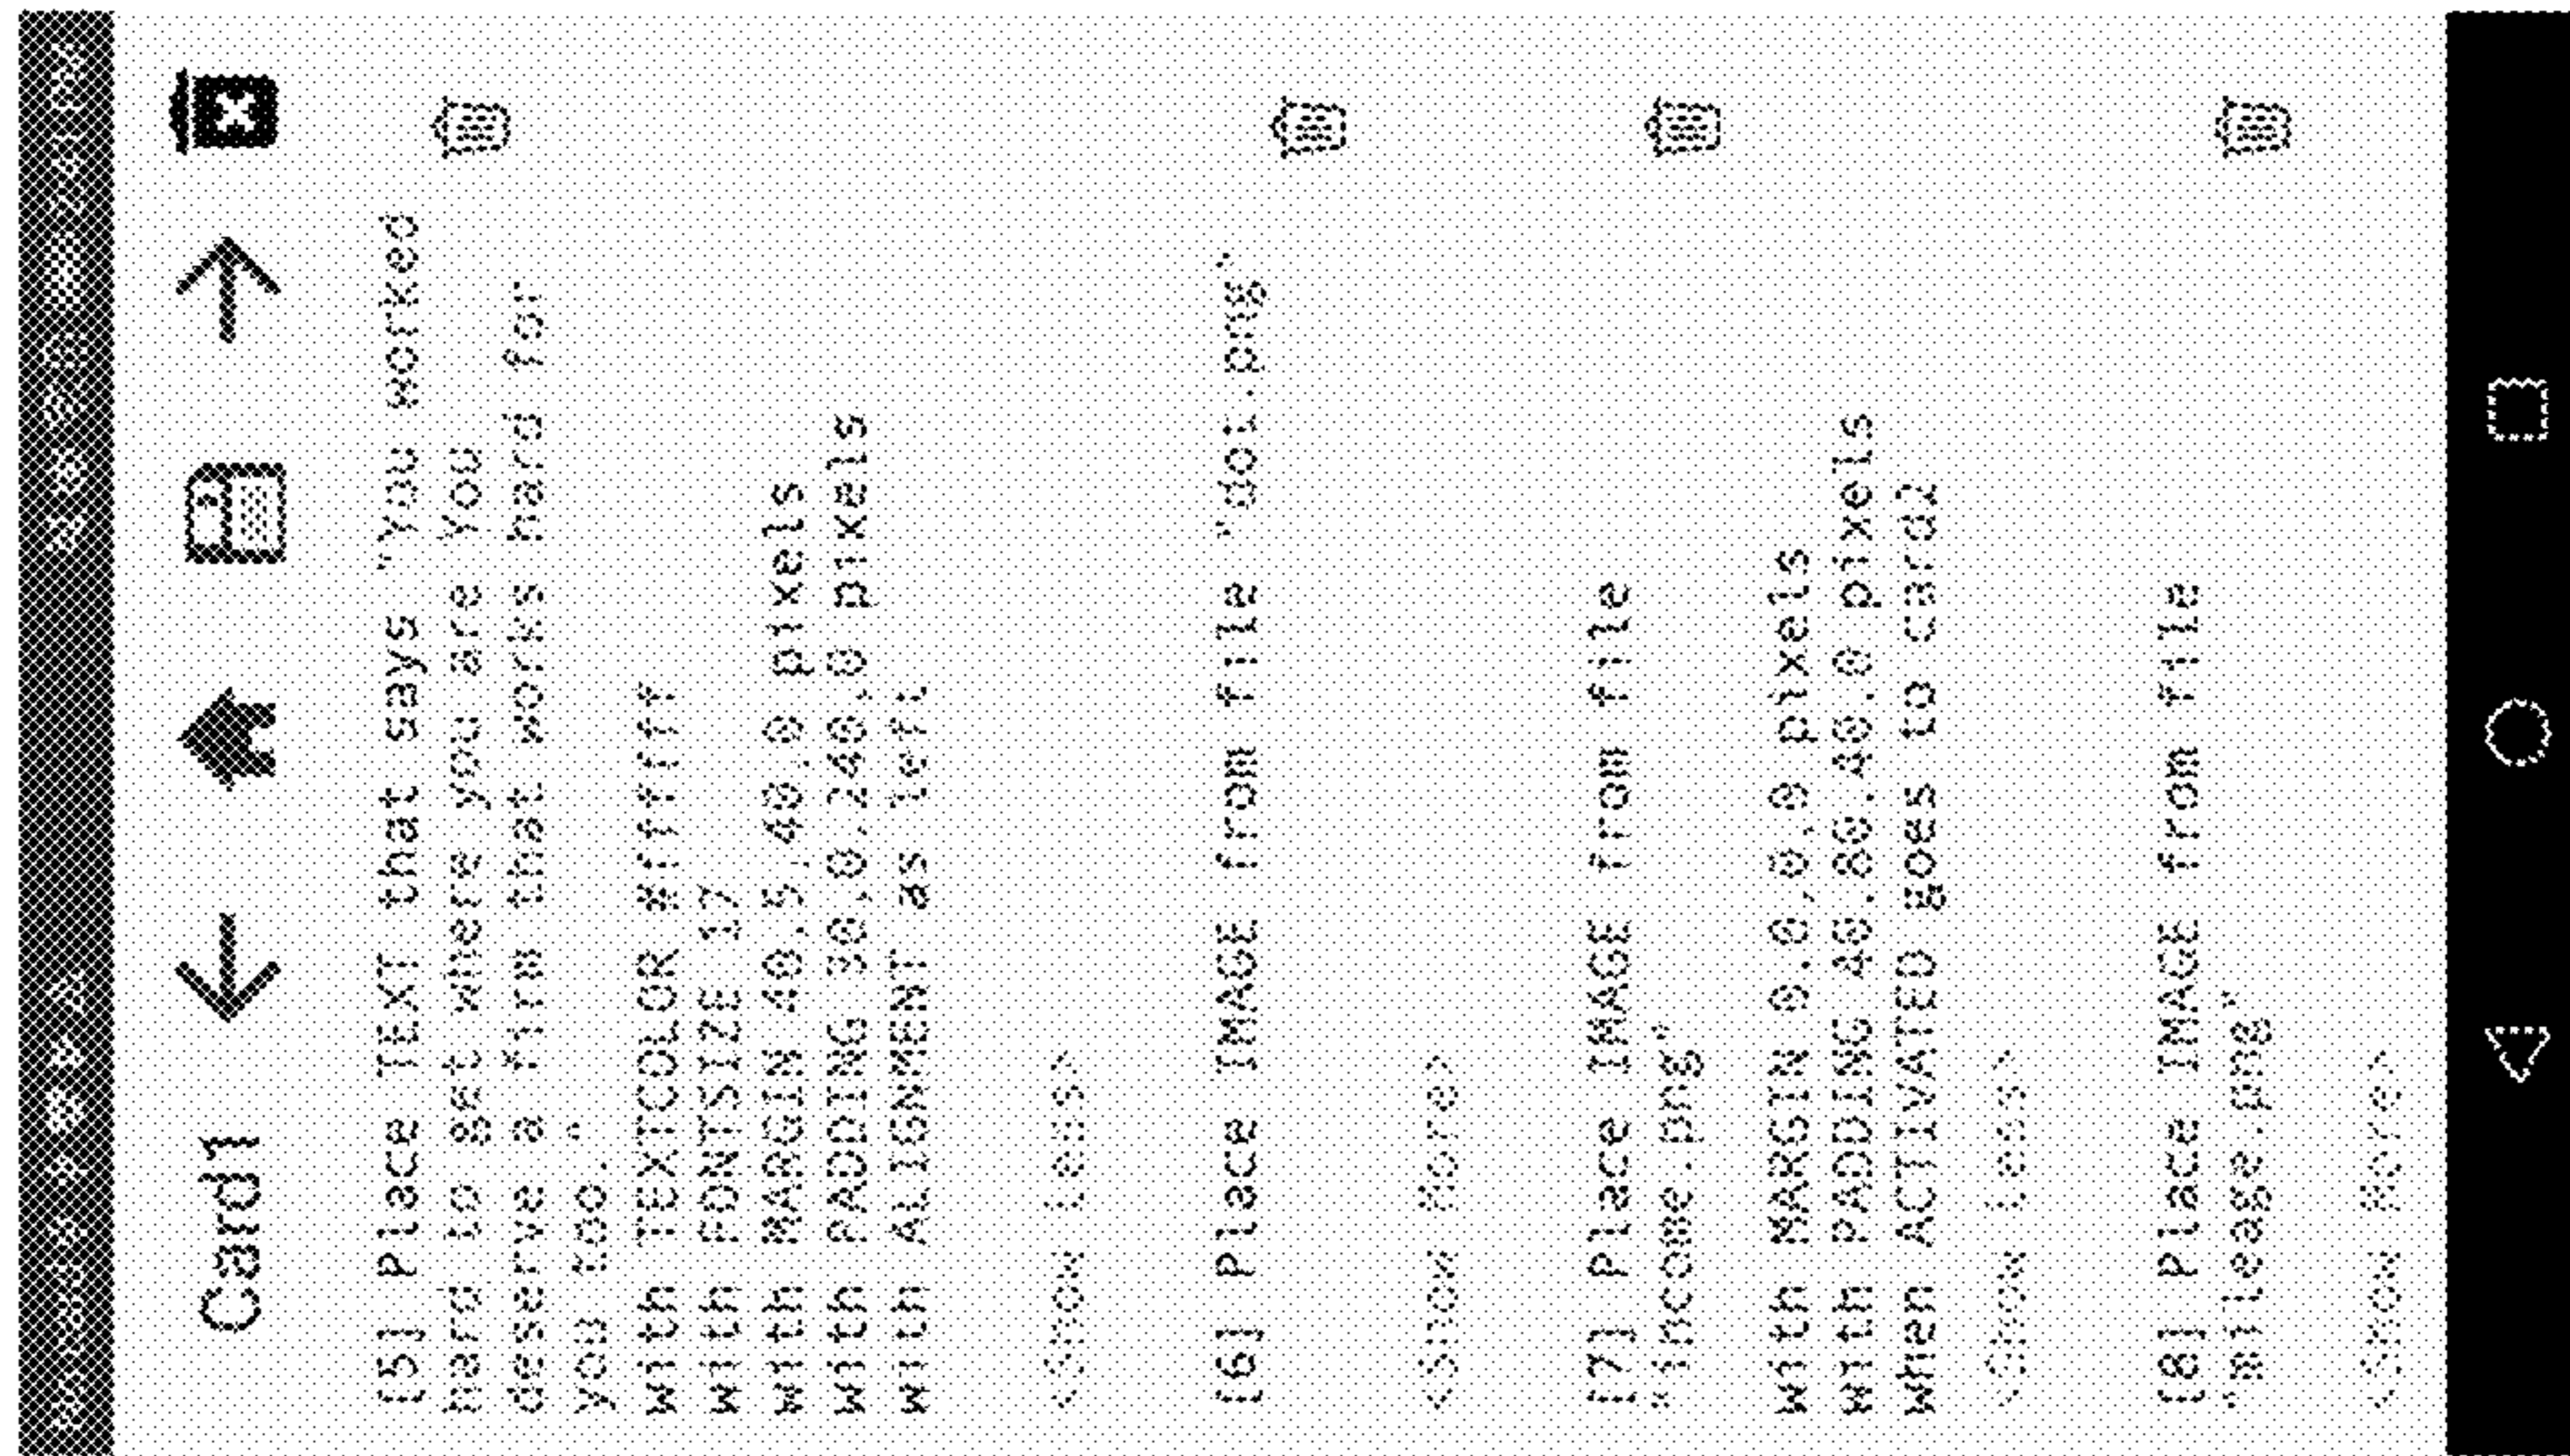 Card1
[5] Place TEXT that says "You worked
hard to get where you are You
deserve a firm that works hard for
you too."
with TEXTCOLOR #ffffff
with FONTSIZE 17
with MARGIN 40,5,40,0 pixels
with PADDING 30,0,240,0 pixels
with ALIGNMENT as left
<Show Less>
[6] Place IMAGE from file "dot.png"
<Show More>
[7] Place IMAGE from file
"income.png"
with MARGIN 0,0,0,0 pixels
with PADDING 40,80,40,0 pixels
when ACTIVATED goes to card2
<Show Less>
[8] Place IMAGE from file
"mileage.png"
<Show More>